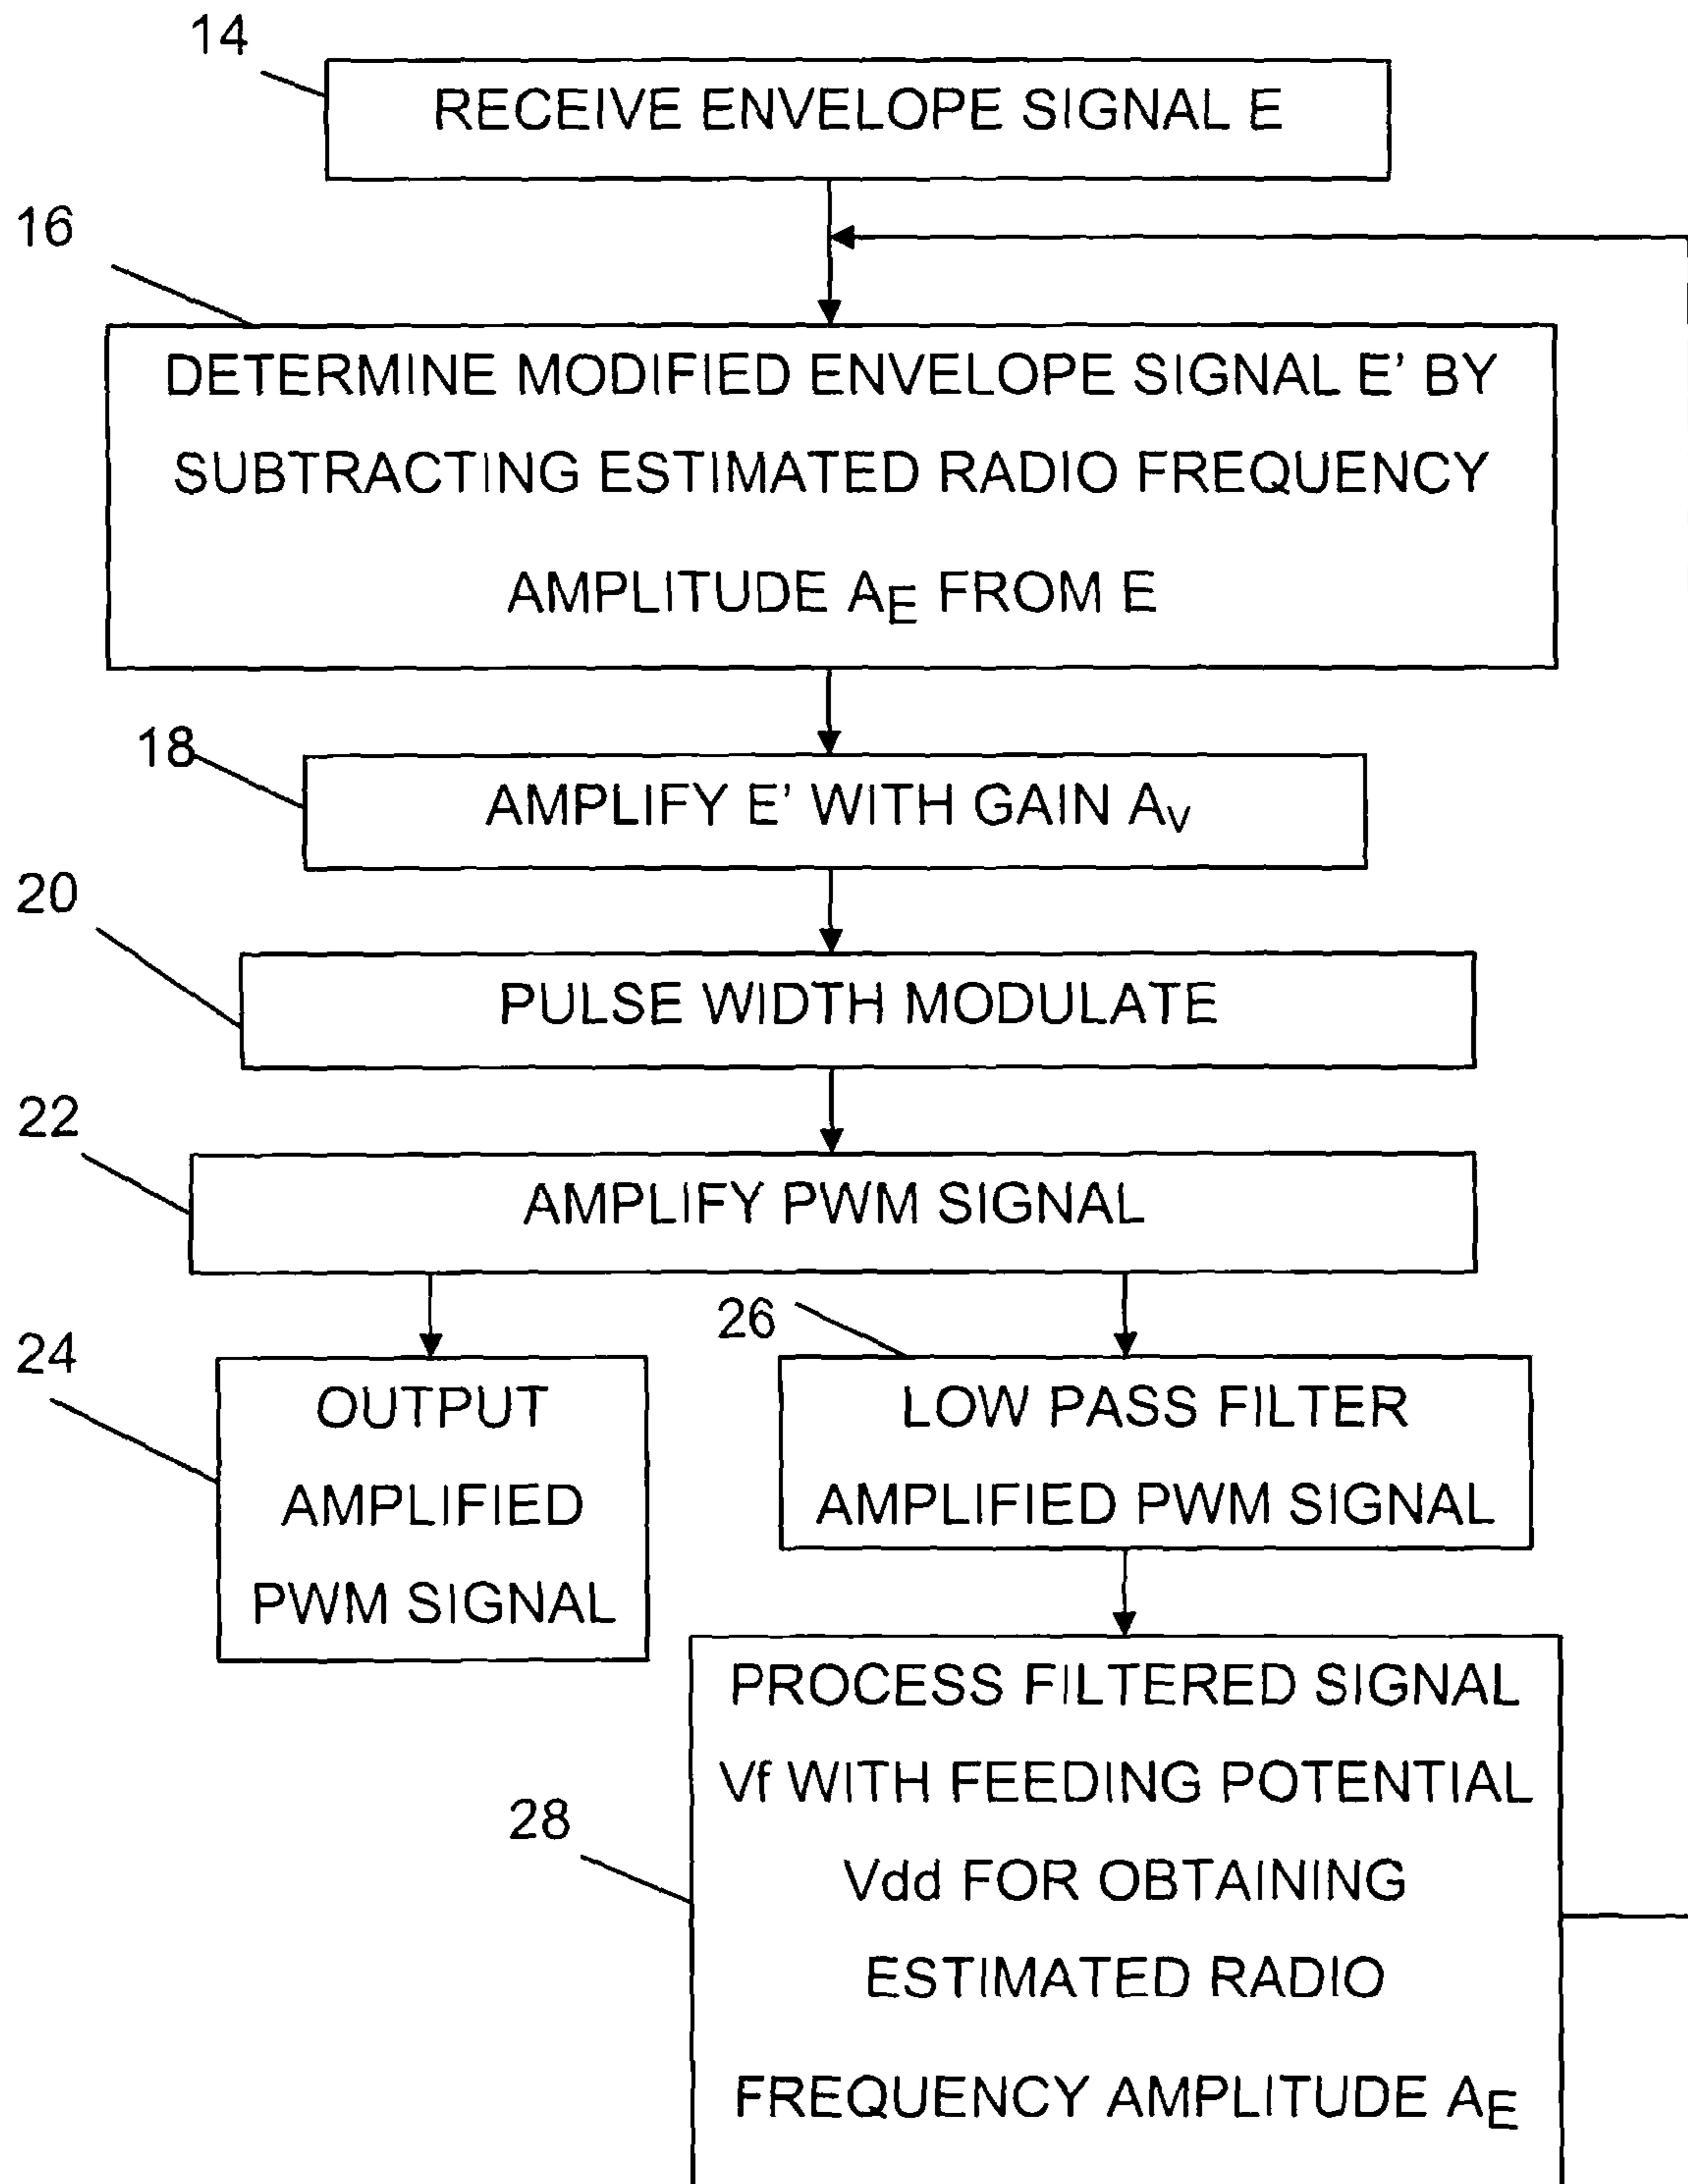 14
RECEIVE ENVELOPE SIGNAL E
16
DETERMINE MODIFIED ENVELOPE SIGNAL E' BY
SUBTRACTING ESTIMATED RADIO FREQUENCY
AMPLITUDE AE FROM E
18
AMPLIFY E' WITH GAIN AV
20
PULSE WIDTH MODULATE
22
AMPLIFY PWM SIGNAL
24
OUTPUT
AMPLIFIED
PWM SIGNAL
26
LOW PASS FILTER
AMPLIFIED PWM SIGNAL
28
PROCESS FILTERED SIGNAL
Vf WITH FEEDING POTENTIAL
Vdd FOR OBTAINING
ESTIMATED RADIO
FREQUENCY AMPLITUDE AE